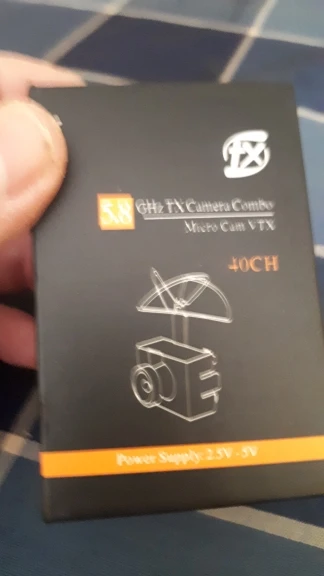 fx
5.8 GHz TX Camera Combo
Micro Cam VTX
40CH
Power Supply: 2.5V - 5V